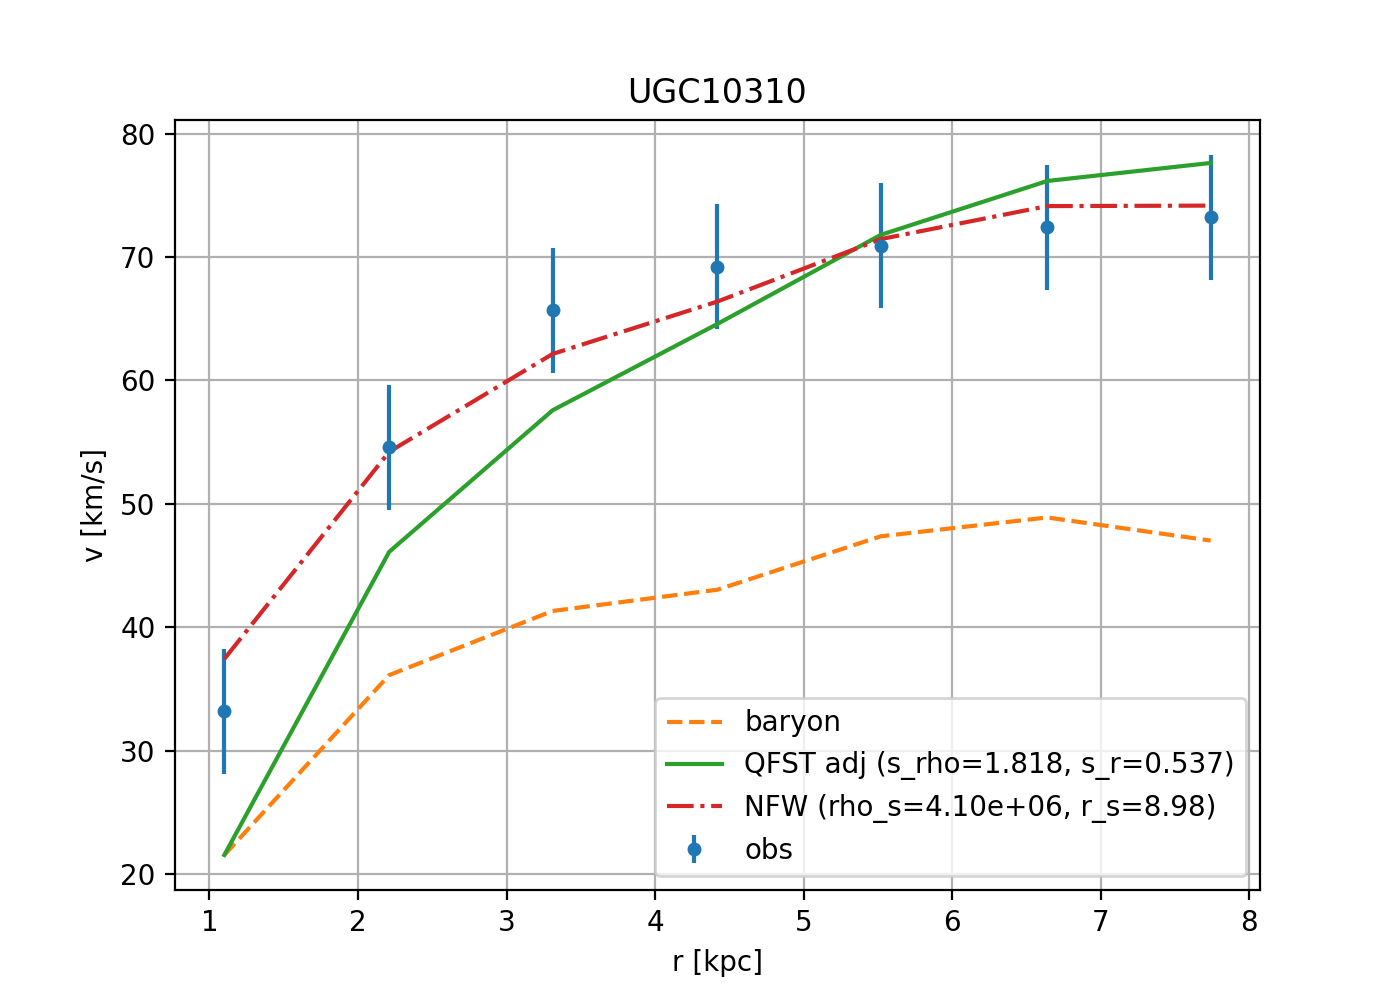 UGC10310
80
70
60
50
40
30
20
v [km/s]
baryon
QFST adj (s_rho=1.818, s_r=0.537)
NFW (rho_s=4.10e+06, r_s=8.98)
obs
1 2 3 4 5 6 7 8
r [kpc]